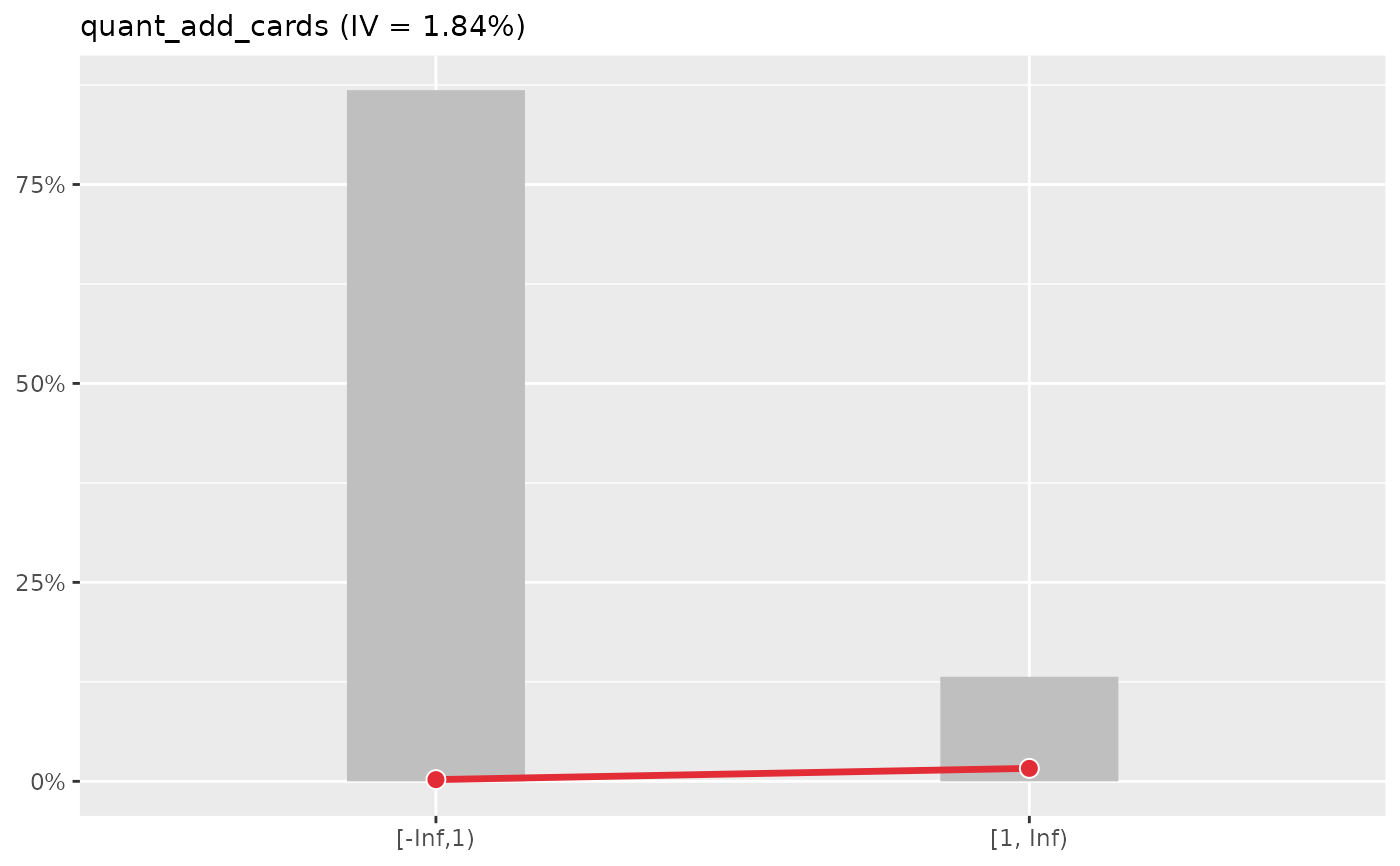 quant_add_cards (IV = 1.84%)
75%
50%
25%
0%
[-Inf,1)
[1, Inf)